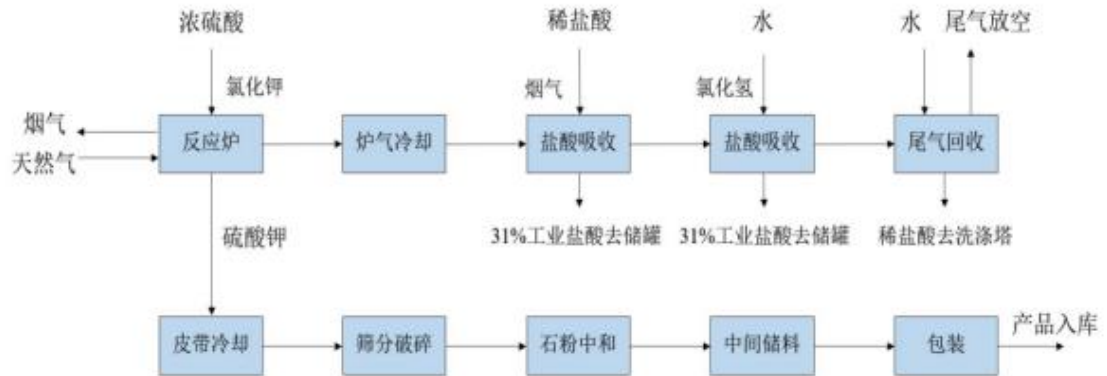 浓硫酸
稀盐酸
水
水
尾气放空
氯化钾
烟气
氯化氢
烟气
天然气
反应炉
炉气冷却
盐酸吸收
盐酸吸收
尾气回收
硫酸钾
31%工业盐酸去储罐
31%工业盐酸去储罐
稀盐酸去洗涤塔
皮带冷却
筛分破碎
石粉中和
中间储料
包装
产品入库